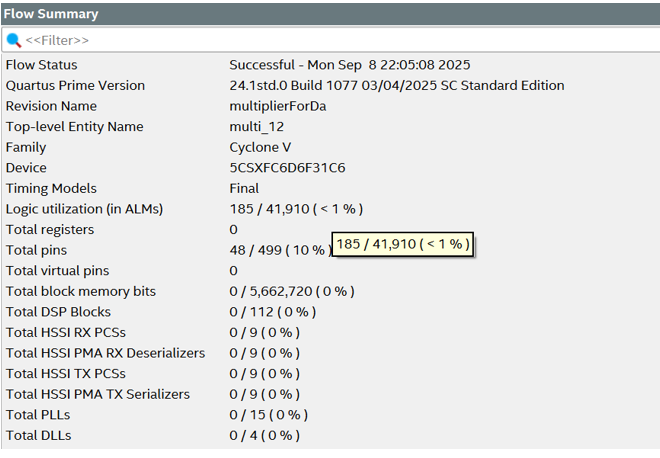 Flow Summary
<<Filter>>
Flow Status Successful - Mon Sep 8 22:05:08 2025
Quartus Prime Version 24.1std.0 Build 1077 03/04/2025 SC Standard Edition
Revision Name multiplierForDa
Top-level Entity Name multi_12
Family Cyclone V
Device 5CSXFC6D6F31C6
Timing Models Final
Logic utilization (in ALMs) 185 / 41,910 ( < 1 % )
Total registers 0
Total pins 48 / 499 ( 10 % ) 185 / 41,910 ( < 1 % )
Total virtual pins 0
Total block memory bits 0 / 5,662,720 ( 0 % )
Total DSP Blocks 0 / 112 ( 0 % )
Total HSSI RX PCSs 0 / 9 ( 0 % )
Total HSSI PMA RX Deserializers 0 / 9 ( 0 % )
Total HSSI TX PCSs 0 / 9 ( 0 % )
Total HSSI PMA TX Serializers 0 / 9 ( 0 % )
Total PLLs 0 / 15 ( 0 % )
Total DLLs 0 / 4 ( 0 % )